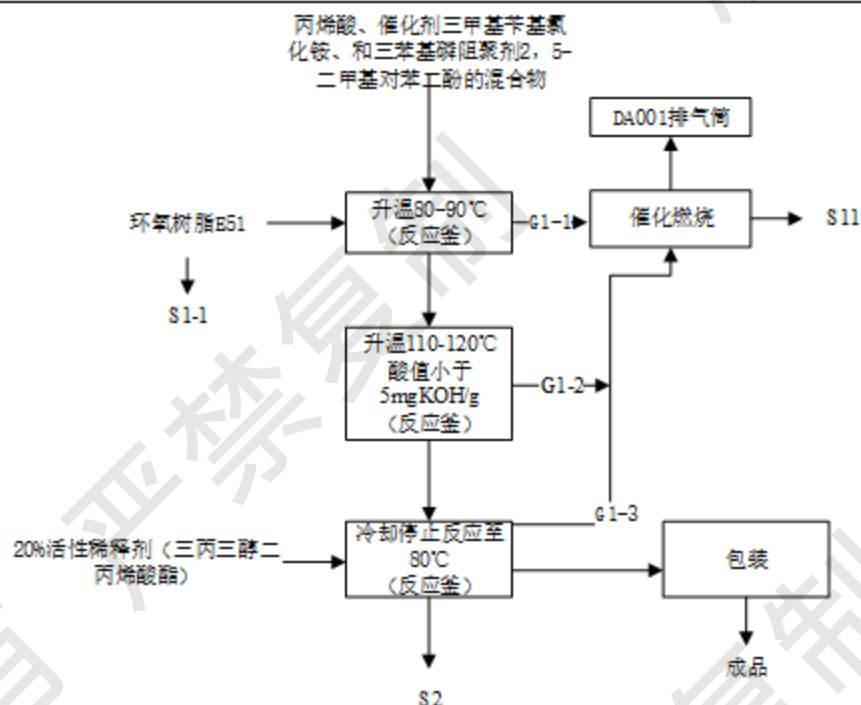 丙烯酸、催化剂三甲基苄基氯
化铵、和三苯基磷阻聚剂2，5-
二甲基对苯二酚的混合物
DA001排气筒
环氧树脂E51
升温80-90℃
（反应釜）
G1-1
催化燃烧
S11
S1-1
升温110-120℃
酸值小于
5mgKOH/g
（反应釜）
G1-2
G1-3
20%活性稀释剂（三丙三醇二
丙烯酸酯）
冷却停止反应至
80℃
（反应釜）
包装
S2
成品
严禁复制